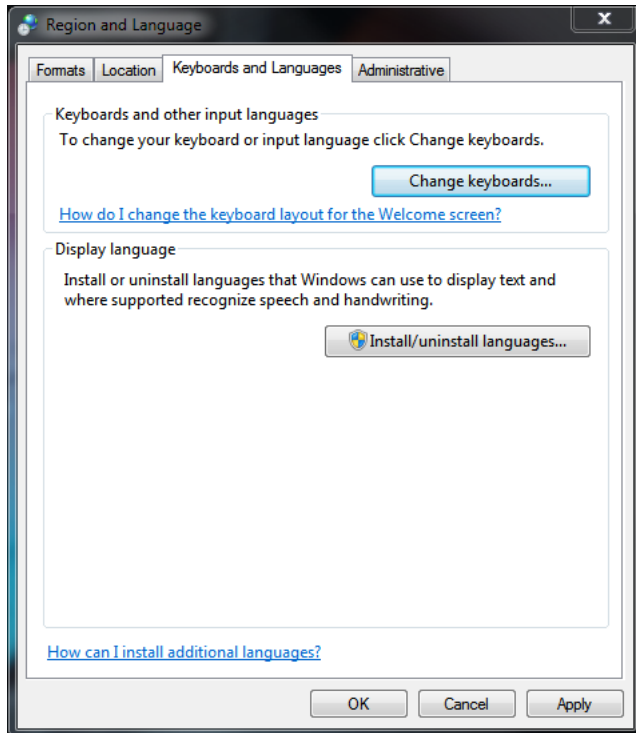 Region and Language
x
Formats Location Keyboards and Languages Administrative
Keyboards and other input languages
To change your keyboard or input language click Change keyboards.
Change keyboards...
How do I change the keyboard layout for the Welcome screen?
Display language
Install or uninstall languages that Windows can use to display text and
where supported recognize speech and handwriting.
Install/uninstall languages...
How can I install additional languages?
OK Cancel Apply